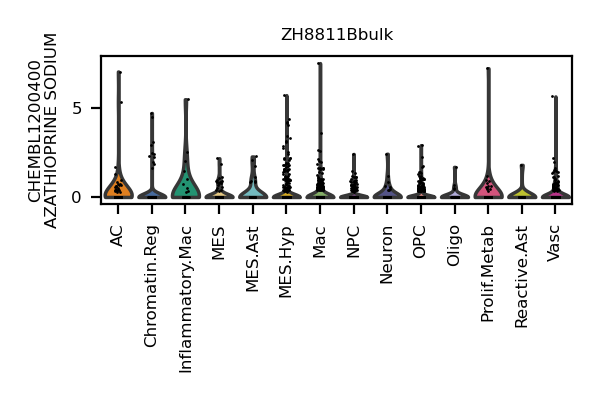 ZH8811Bbulk
CHEMBL1200400
AZATHIOPRINE SODIUM
5
0
AC
Chromatin.Reg
Inflammatory.Mac
MES
MES.Ast
MES.Hyp
Mac
NPC
Neuron
OPC
Oligo
Prolif.Metab
Reactive.Ast
Vasc